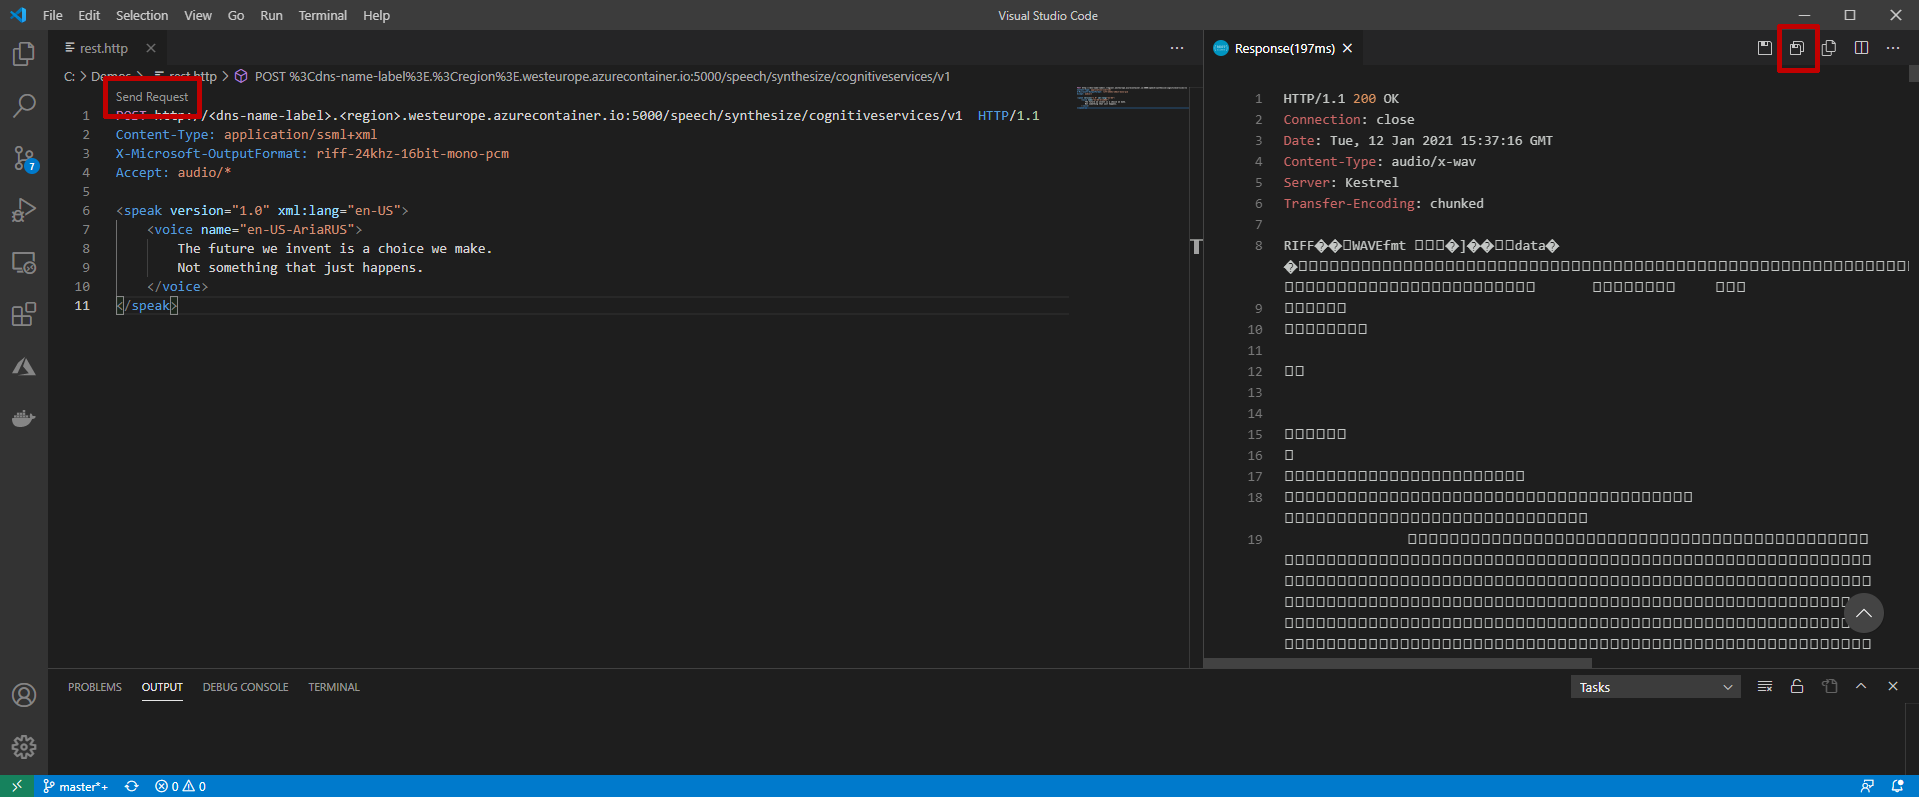 File Edit Selection View Go Run Terminal Help
Visual Studio Code
rest.http
Response(197ms)
C: > Demos > rest.http > POST %3Cdns-name-label%3E.%3Cregion%3E.westeurope.azurecontainer.io:5000/speech/synthesize/cognitiveservices/v1
Send Request
1 POST http://<dns-name-label>.<region>.westeurope.azurecontainer.io:5000/speech/synthesize/cognitiveservices/v1 HTTP/1.1
2 Content-Type: application/ssml+xml
3 X-Microsoft-OutputFormat: riff-24khz-16bit-mono-pcm
4 Accept: audio/*
5
6 <speak version="1.0" xml:lang="en-US">
7 <voice name="en-US-AriaRUS">
8 The future we invent is a choice we make.
9 Not something that just happens.
10 </voice>
11 </speak>
1 HTTP/1.1 200 OK
2 Connection: close
3 Date: Tue, 12 Jan 2021 15:37:16 GMT
4 Content-Type: audio/x-wav
5 Server: Kestrel
6 Transfer-Encoding: chunked
7
8 RIFF��□WAVEfmt □□□�]��□□data�
9
10
11
12
13
14
15
16
17
18
19
PROBLEMS OUTPUT DEBUG CONSOLE TERMINAL
Tasks
7
master*+ 0 0